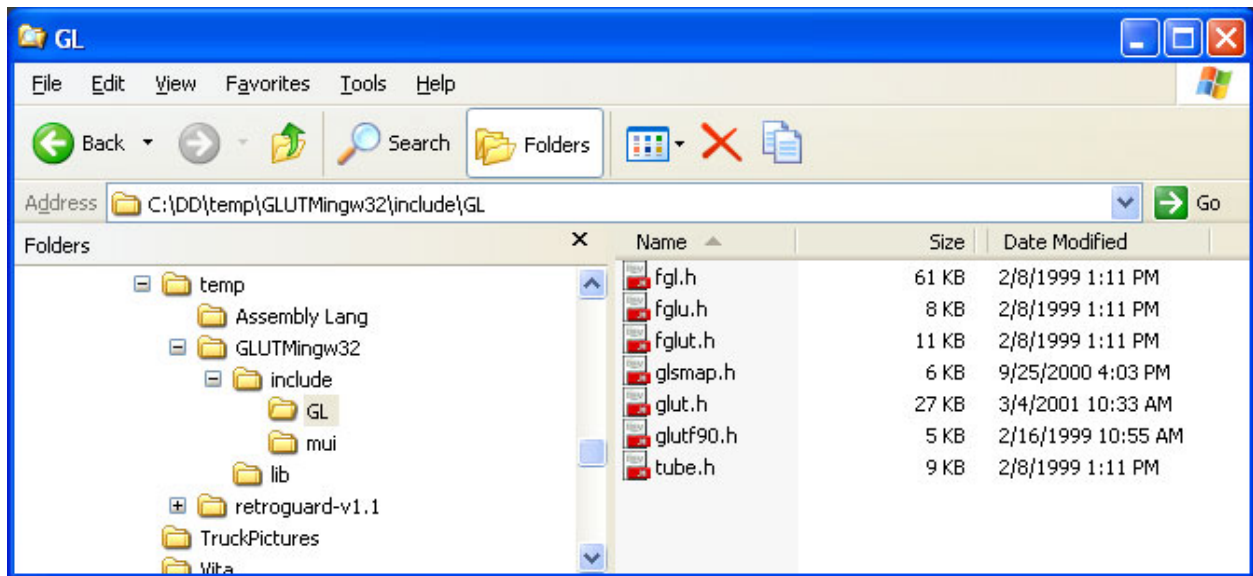 GL
File Edit View Favorites Tools Help
Back Search Folders
Address C:\DD\temp\GLUTMingw32\include\GL Go
Folders x Name Size Date Modified
temp
Assembly Lang
GLUTMingw32
include
GL
mui
lib
retroguard-v1.1
TruckPictures
Vita
fgl.h 61 KB 2/8/1999 1:11 PM
fglu.h 8 KB 2/8/1999 1:11 PM
fglut.h 11 KB 2/8/1999 1:11 PM
glsmap.h 6 KB 9/25/2000 4:03 PM
glut.h 27 KB 3/4/2001 10:33 AM
glutf90.h 5 KB 2/16/1999 10:55 AM
tube.h 9 KB 2/8/1999 1:11 PM